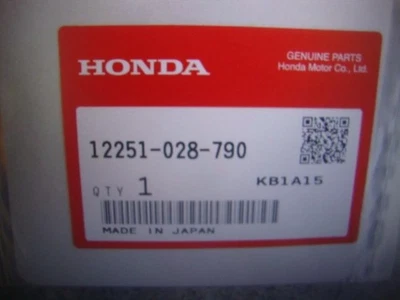 HONDA
GENUINE PARTS
Honda Motor Co., Ltd.
12251-028-790
QTY 1
KB1A15
MADE IN JAPAN